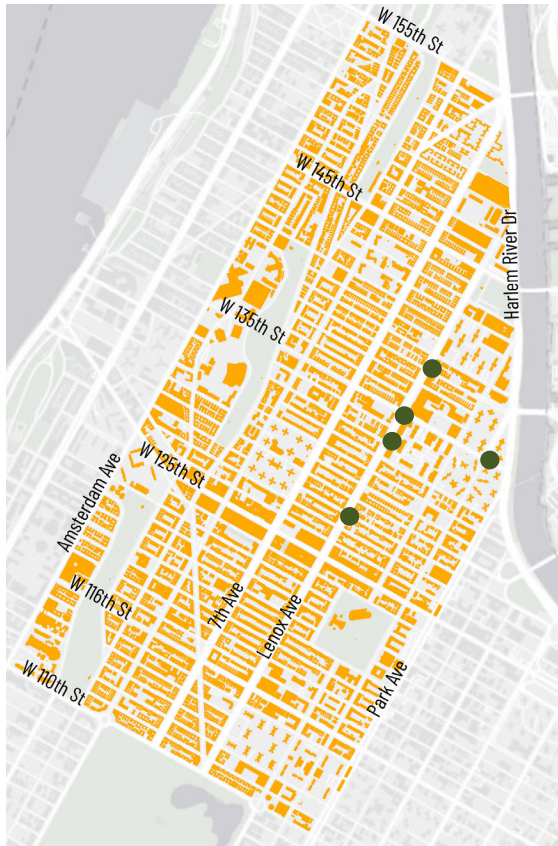 W 155th St
W 145th St
Harlem River Dr
W 135th St
W 125th St
Amsterdam Ave
W 116th St
7th Ave
Lenox Ave
Park Ave
W 110th St